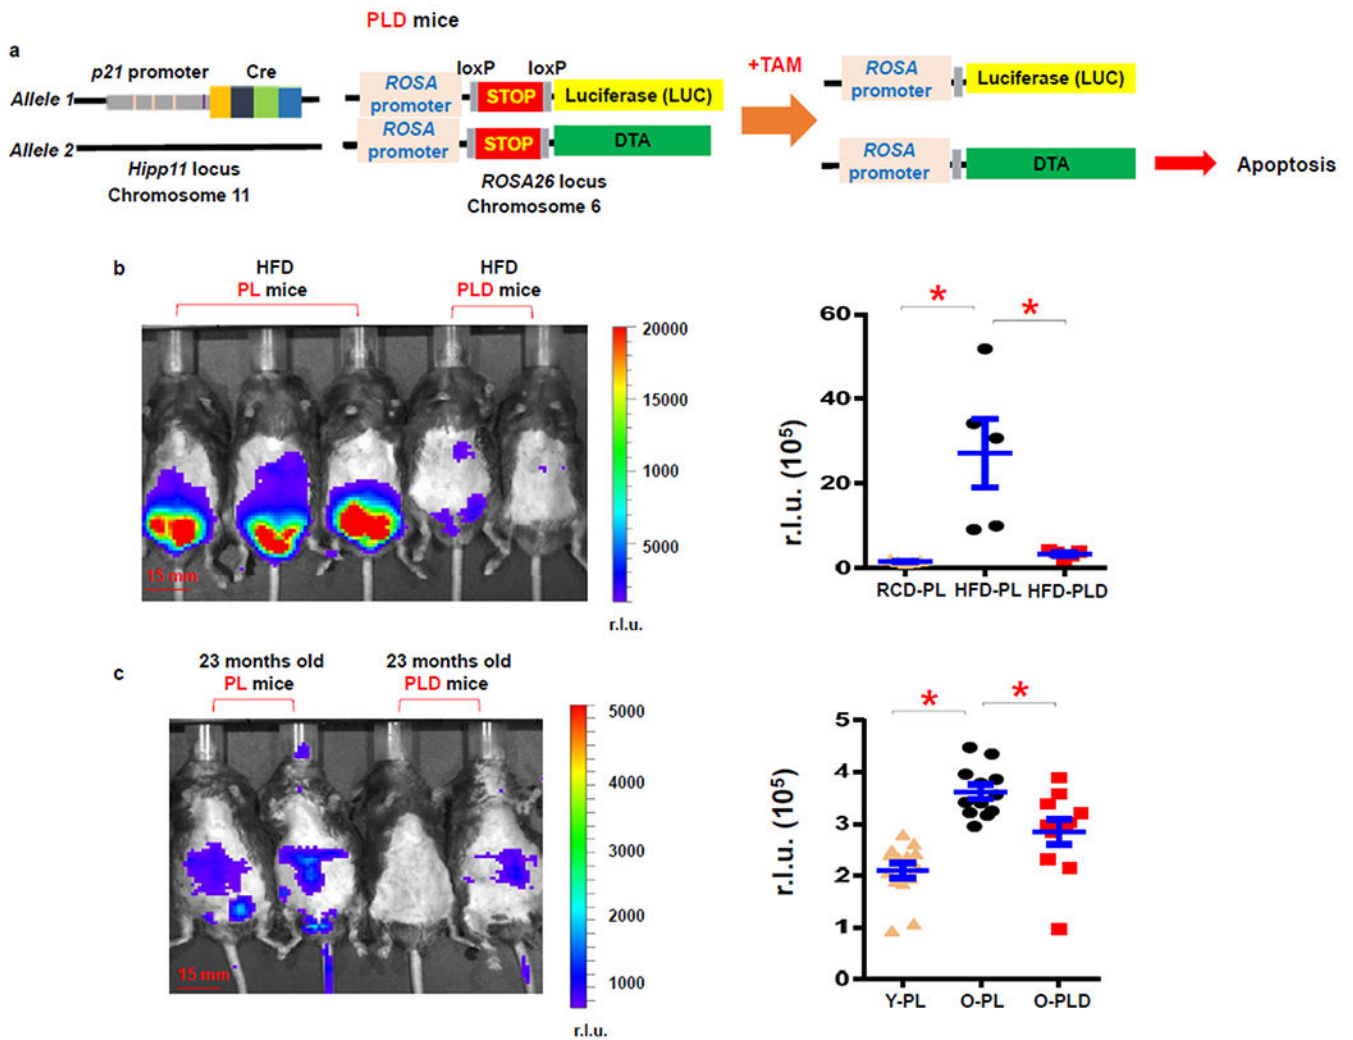 PLD mice
a
p21 promoter
Cre
Allele 1
Allele 2
Hipp11 locus
Chromosome 11
loxP
loxP
ROSA
promoter
STOP
Luciferase (LUC)
ROSA
promoter
STOP
DTA
ROSA26 locus
Chromosome 6
+TAM
ROSA
promoter
Luciferase (LUC)
ROSA
promoter
DTA
Apoptosis
b
HFD
PL mice
HFD
PLD mice
15 mm
20000
15000
1000
5000
r.l.u.
r.l.u. (10⁵)
60
40
20
0
*
*
RCD-PL HFD-PL HFD-PLD
c
23 months old
PL mice
23 months old
PLD mice
15 mm
5000
4000
3000
2000
1000
r.l.u.
r.l.u. (10⁵)
5
4
3
2
1
0
*
*
Y-PL O-PL O-PLD